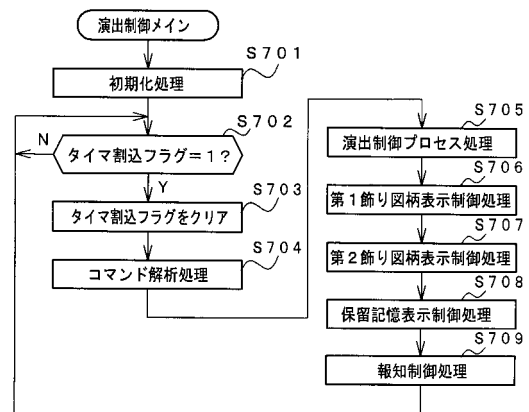 演出制御メイン
S701
初期化処理
S702
N
タイマ割込フラグ=1?
Y
S703
タイマ割込フラグをクリア
S704
コマンド解析処理
S705
演出制御プロセス処理
S706
第1飾り図柄表示制御処理
S707
第2飾り図柄表示制御処理
S708
保留記憶表示制御処理
S709
報知制御処理